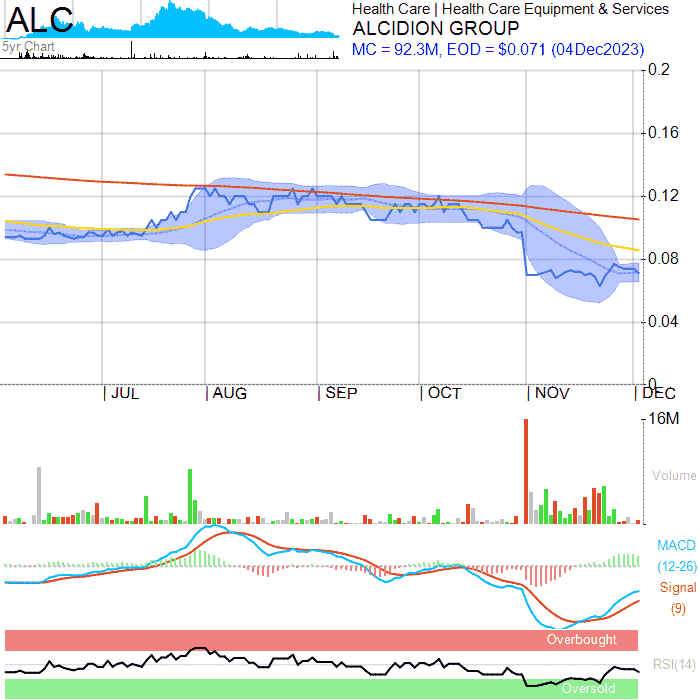 ALC
5yr Chart
Health Care | Health Care Equipment & Services
ALCIDION GROUP
MC = 92.3M, EOD = $0.071 (04Dec2023)
0.2
0.16
0.12
0.08
0.04
0
JUL AUG SEP OCT NOV DEC
16M
Volume
MACD
(12-26)
Signal
(9)
Overbought
RSI(14)
Oversold